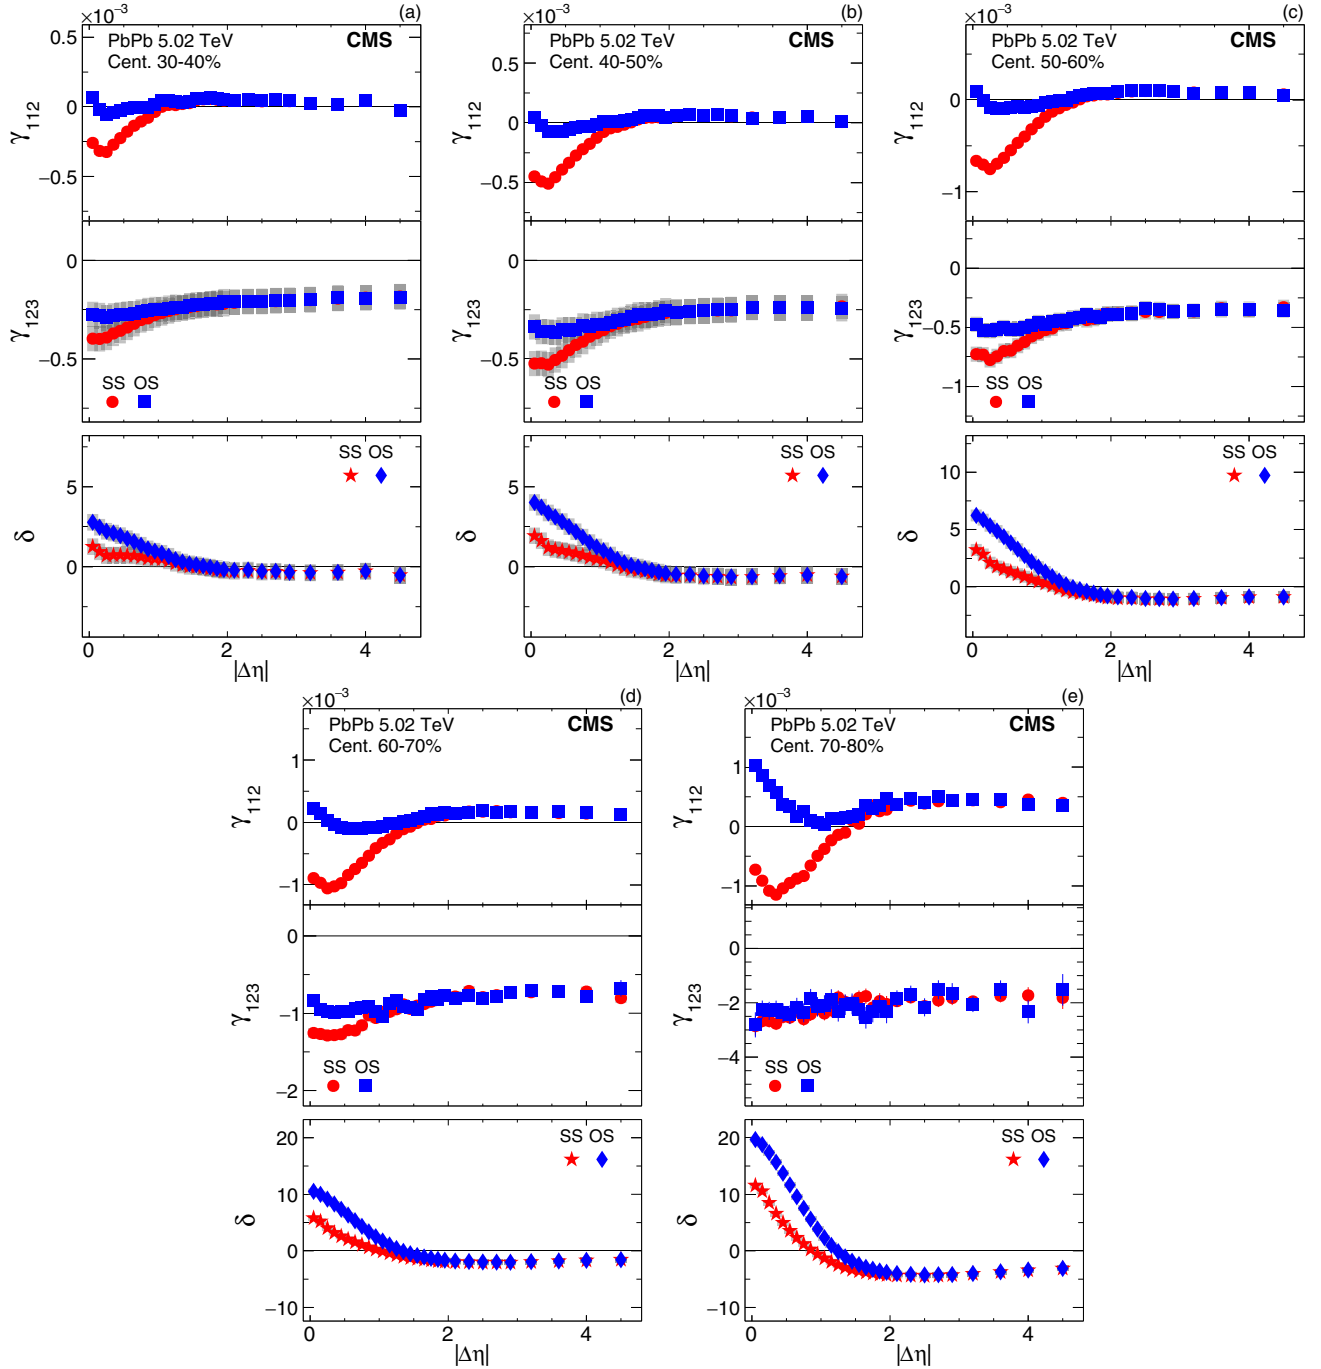 ×10⁻³ (a)
PbPb 5.02 TeV CMS
Cent. 30-40%
γ₁₁₂
0.5
0
−0.5
γ₁₂₃
0
−0.5
SS OS
SS OS
δ
5
0
0 2 4
|Δη|
×10⁻³ (b)
PbPb 5.02 TeV CMS
Cent. 40-50%
γ₁₁₂
0.5
0
−0.5
γ₁₂₃
0
−0.5
SS OS
SS OS
δ
5
0
0 2 4
|Δη|
×10⁻³ (c)
PbPb 5.02 TeV CMS
Cent. 50-60%
γ₁₁₂
0
−1
γ₁₂₃
0
−0.5
−1
SS OS
SS OS
δ
10
5
0
0 2 4
|Δη|
×10⁻³ (d)
PbPb 5.02 TeV CMS
Cent. 60-70%
γ₁₁₂
1
0
−1
γ₁₂₃
0
−1
−2
SS OS
SS OS
δ
20
10
0
−10
0 2 4
|Δη|
×10⁻³ (e)
PbPb 5.02 TeV CMS
Cent. 70-80%
γ₁₁₂
1
0
−1
γ₁₂₃
0
−2
−4
SS OS
SS OS
δ
20
10
0
−10
0 2 4
|Δη|